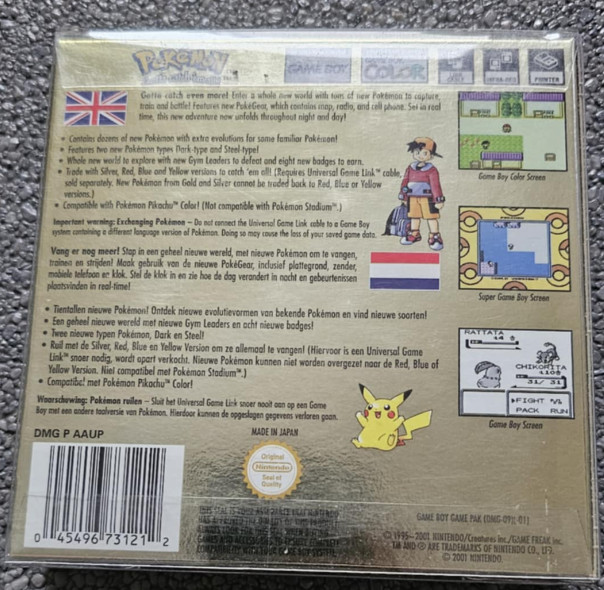 Pokémon
GAME BOY
COLOR
PRINTER
Gotta catch even more! Enter a whole new world with tons of new Pokémon to capture,
train and battle! Features new PokéGear, which contains map, radio, and cell phone. Set in real
time, this new adventure now unfolds throughout night and day!
• Contains dozens of new Pokémon with extra evolutions for some familiar Pokémon!
• Features two new Pokémon types Dark-type and Steel-type!
• Whole new world to explore with new Gym Leaders to defeat and eight new badges to earn.
• Trade with Silver, Red, Blue and Yellow versions to catch 'em all! (Requires Universal Game Link™ cable,
sold separately. New Pokémon from Gold and Silver cannot be traded back to Red, Blue or Yellow
versions.)
• Compatible with Pokémon Pikachu™ Color! (Not compatible with Pokémon Stadium™.)
Important warning: Exchanging Pokémon – Do not connect the Universal Game Link cable to a Game Boy
system containing a different language version of Pokémon. Doing so may cause the loss of your saved game data.
Game Boy Color Screen
Vang er nog meer! Stap in een geheel nieuwe wereld, met nieuwe Pokémon om te vangen,
trainen en strijden! Maak gebruik van de nieuwe PokéGear, inclusief plattegrond, zender,
mobiele telefoon en klok. Stel de klok in en zie hoe de dag verandert in nacht en gebeurtenissen
plaatsvinden in real-time!
Super Game Boy Screen
• Tientallen nieuwe Pokémon! Ontdek nieuwe evolutievormen van bekende Pokémon en vind nieuwe soorten!
• Een geheel nieuwe wereld met nieuwe Gym Leaders en acht nieuwe badges!
• Twee nieuwe typen Pokémon, Dark en Steel!
• Ruil met de Silver, Red, Blue en Yellow Version om ze allemaal te vangen! (Hiervoor is een Universal Game
Link™ snoer nodig, wordt apart verkocht. Nieuwe Pokémon kunnen niet worden overgezet naar de Red, Blue of
Yellow Version. Niet compatibel met Pokémon Stadium™.)
• Compatibel met Pokémon Pikachu™ Color!
Waarschuwing: Pokémon ruilen – Sluit het Universal Game Link snoer nooit aan op een Game
Boy met een andere taalversie van Pokémon. Hierdoor kunnen de opgeslagen gegevens verloren gaan.
RATTATA
CHIKORITA
31/ 31
▶FIGHT
PACK RUN
Game Boy Screen
DMG P AAUP
MADE IN JAPAN
Original
Nintendo
Seal of
Quality
0 45496 73121 2
GAME BOY GAME PAK
© 1995–2001 NINTENDO/Creatures inc./GAME FREAK inc.
TM AND ® ARE TRADEMARKS OF NINTENDO CO., LTD.
© 2001 NINTENDO.